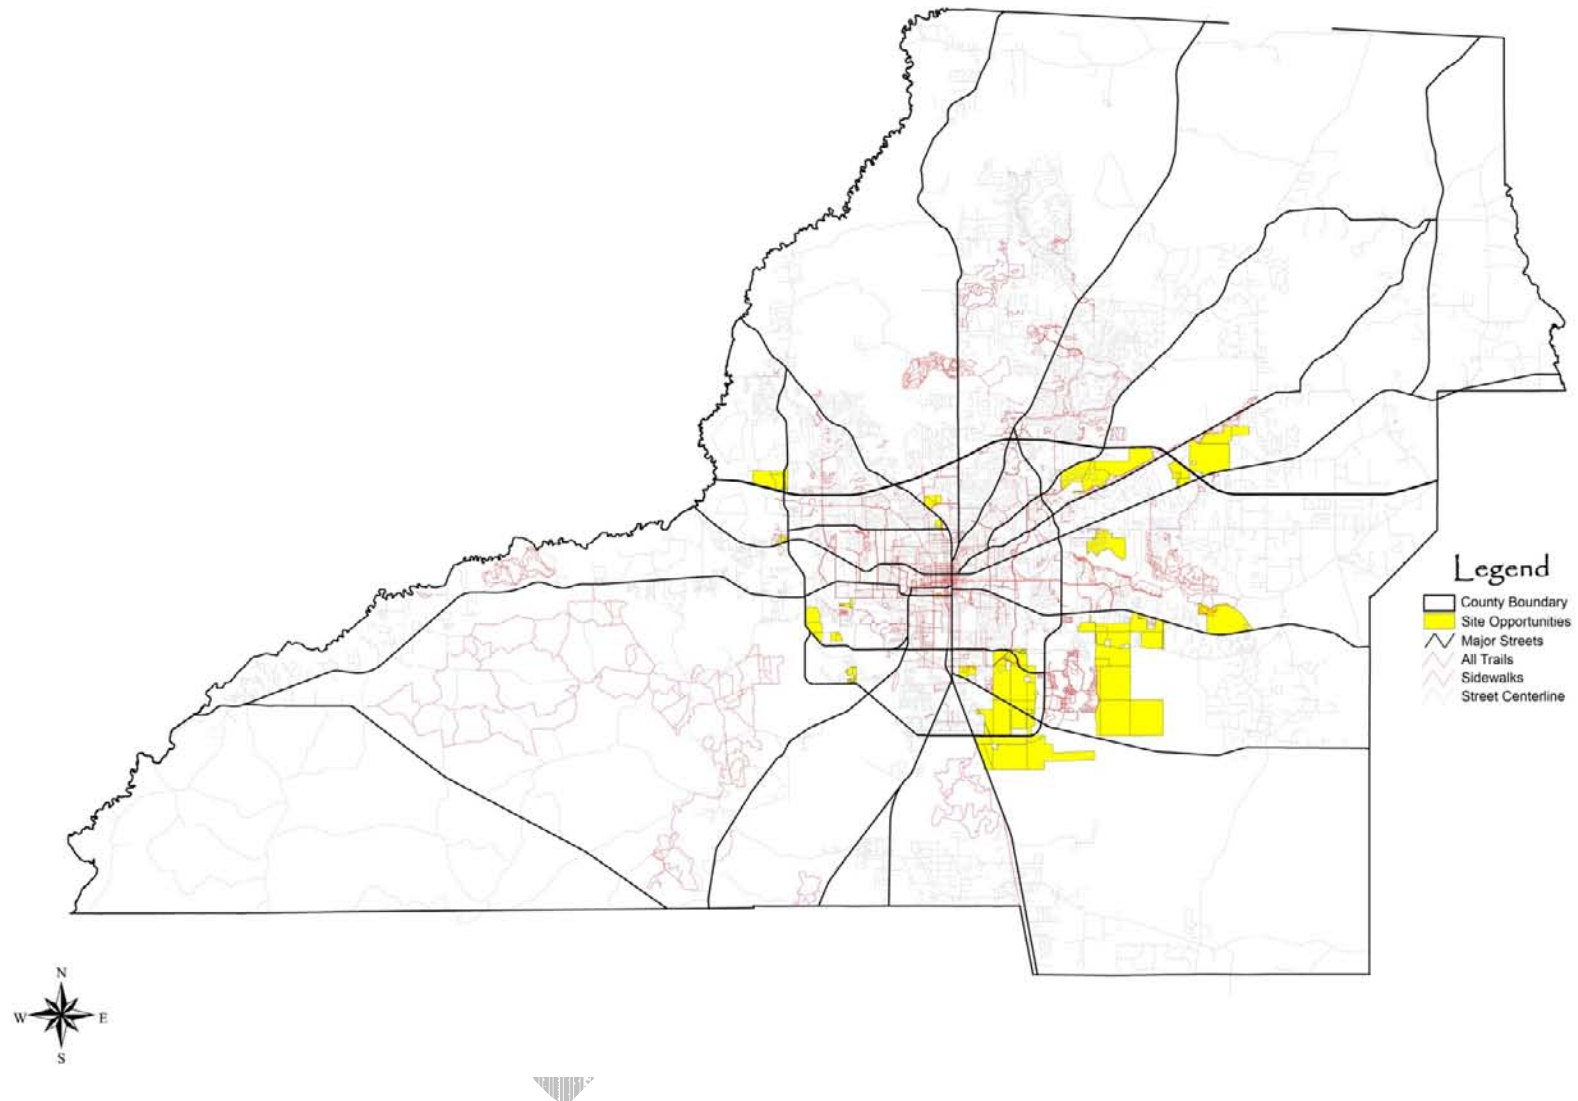 Legend
County Boundary
Site Opportunities
Major Streets
All Trails
Sidewalks
Street Centerline
N
W E
S